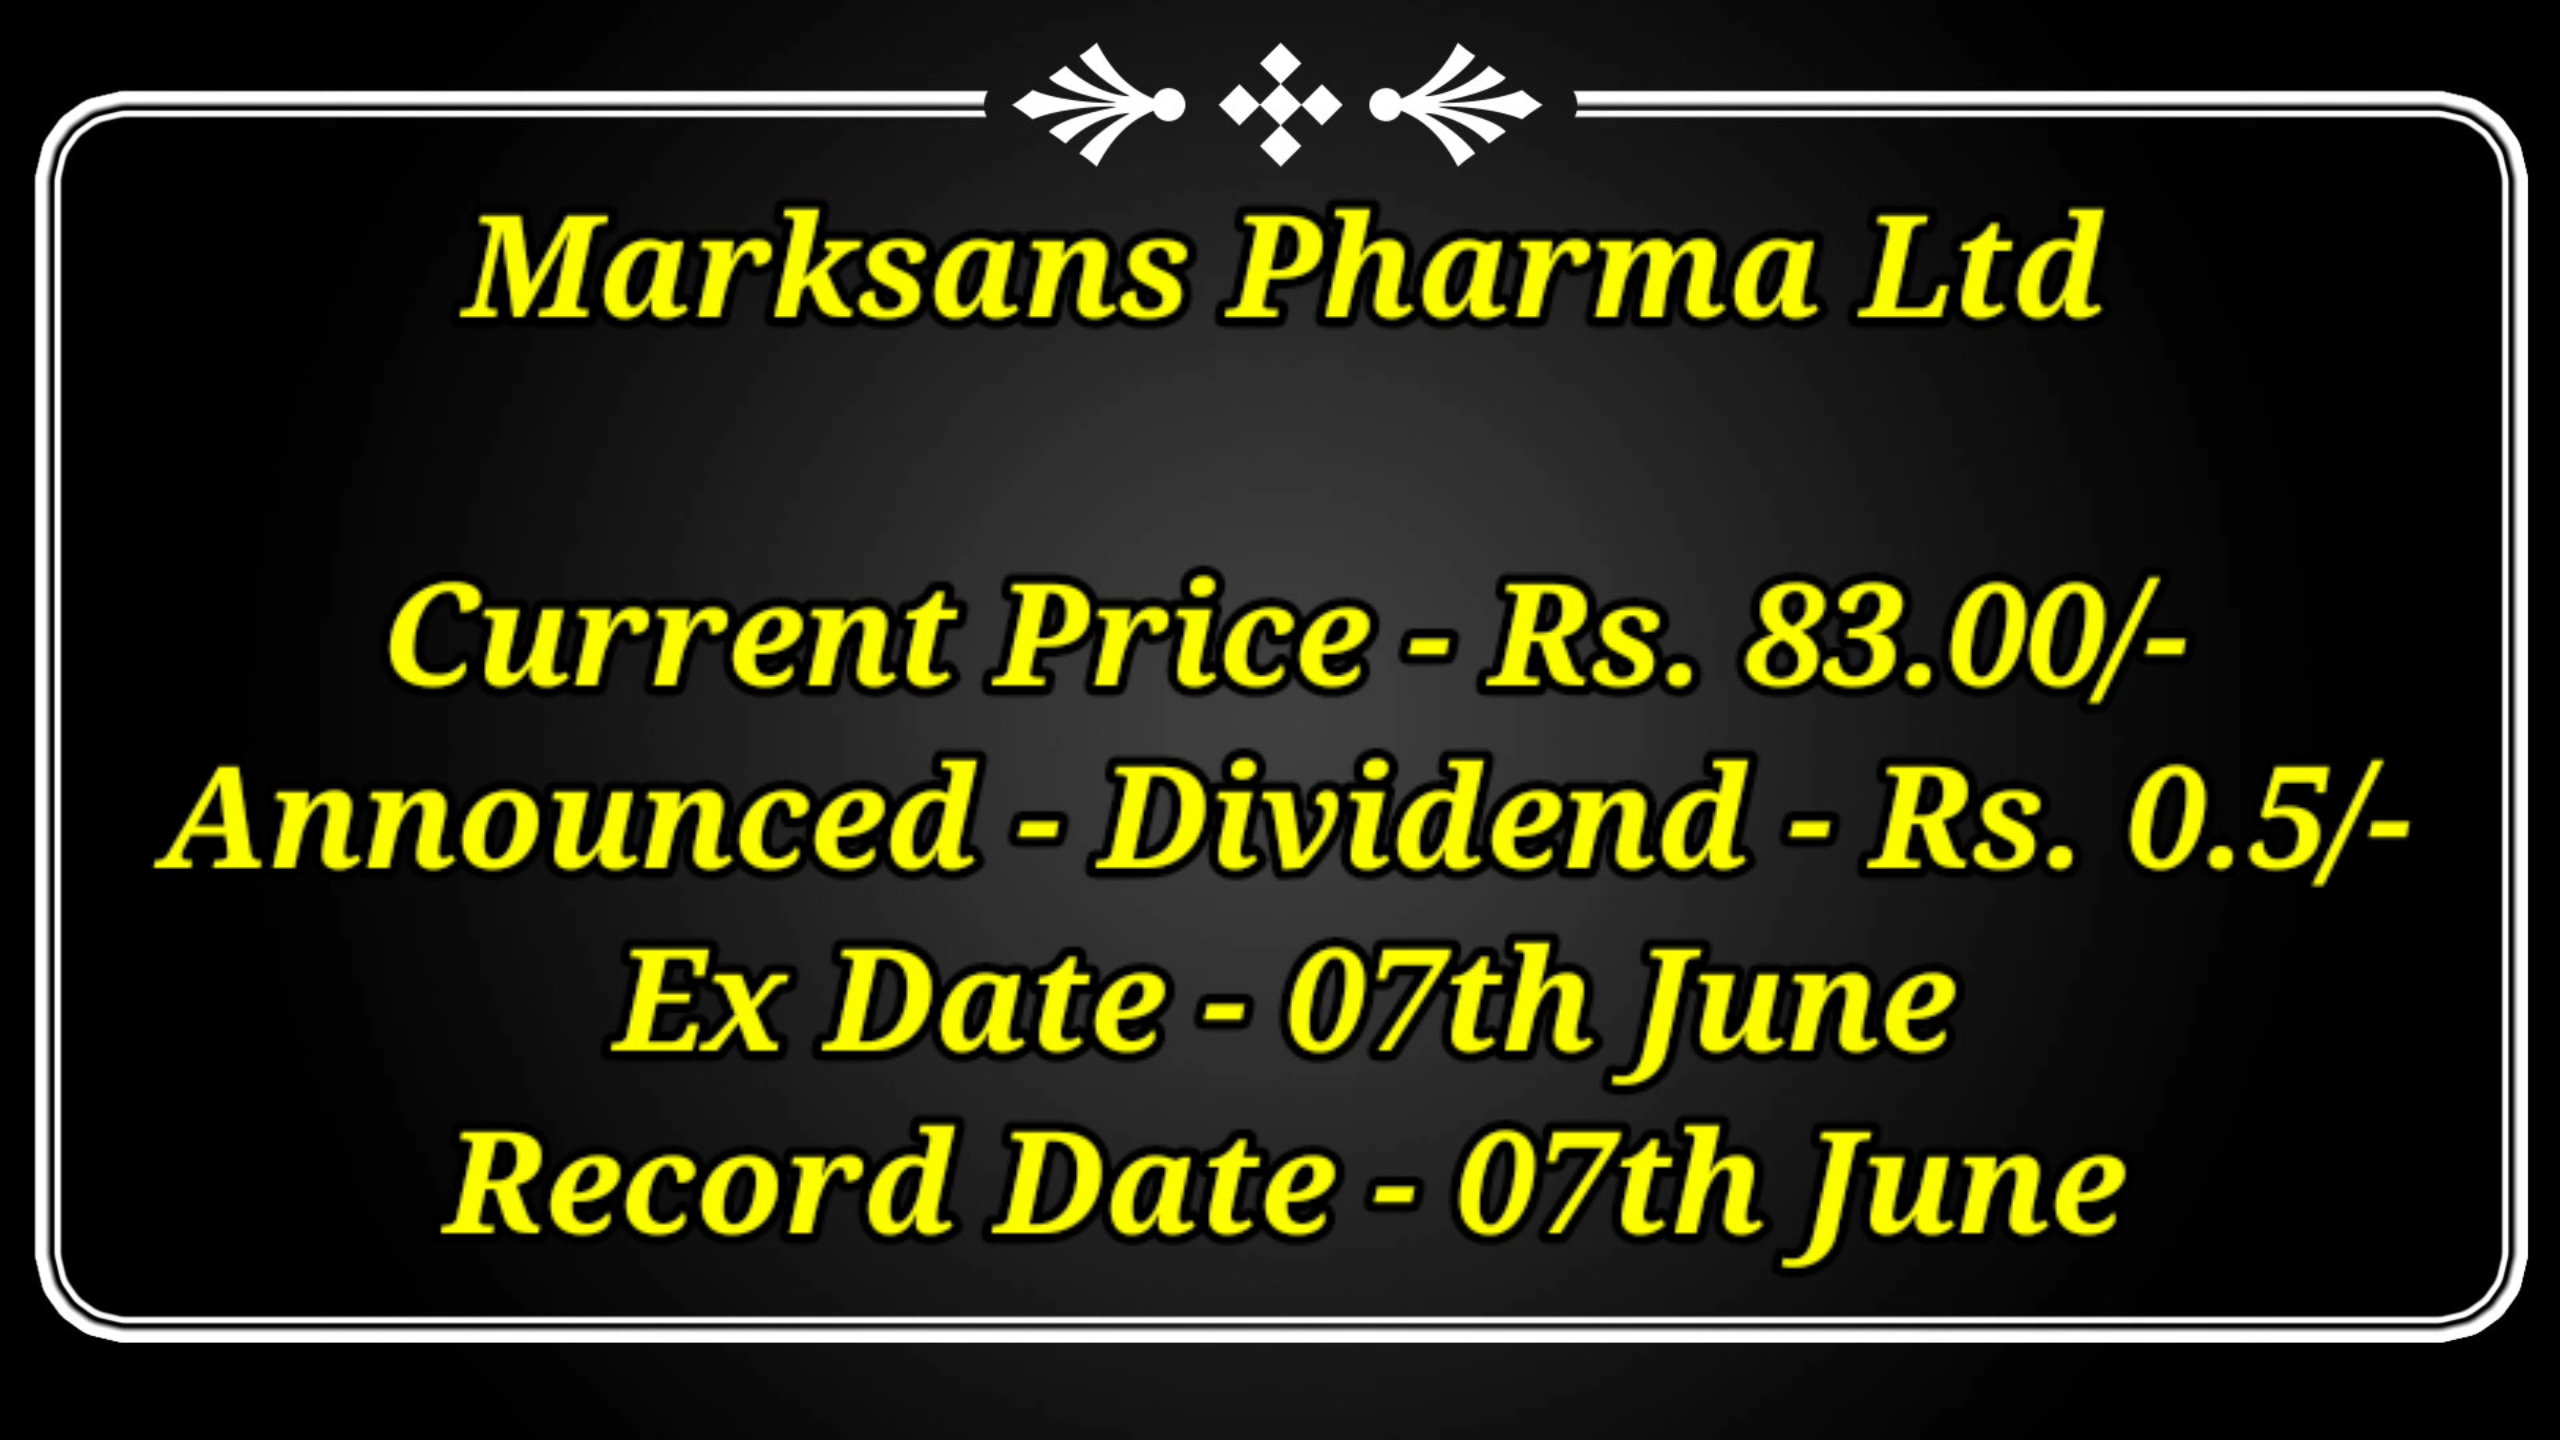 Marksans Pharma Ltd
Current Price - Rs. 83.00/-
Announced - Dividend - Rs. 0.5/-
Ex Date - 07th June
Record Date - 07th June